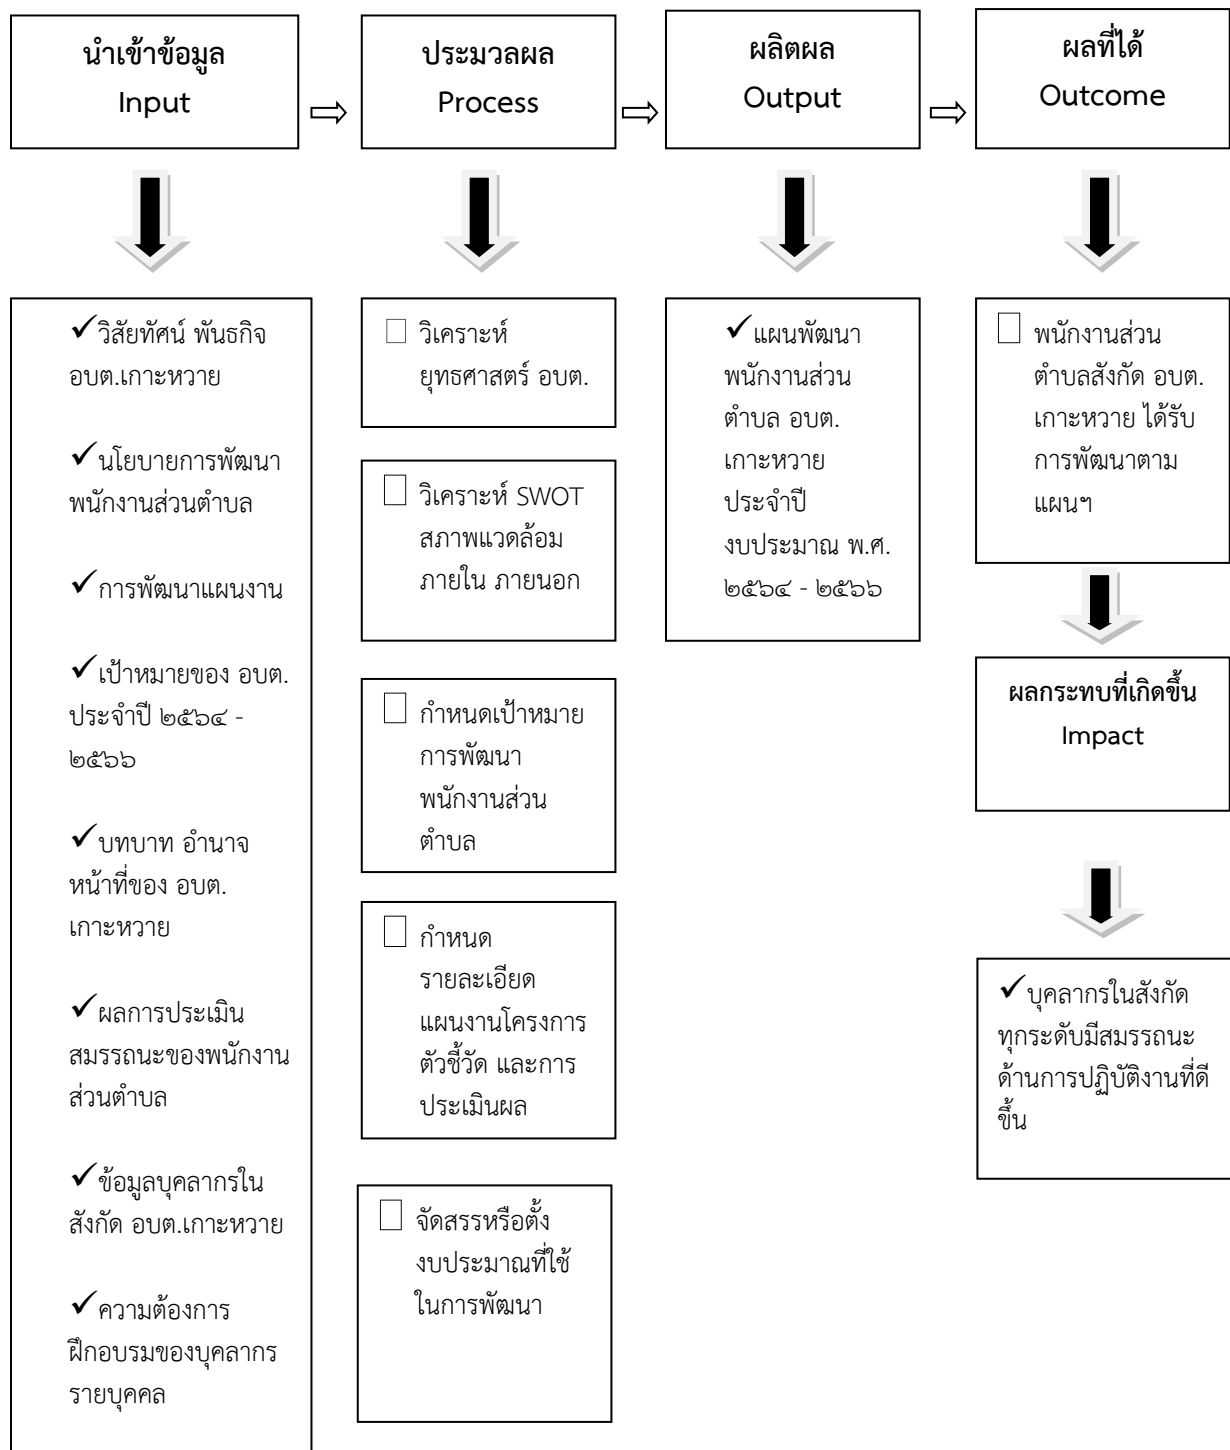 นำเข้าข้อมูล
Input
ประมวลผล
Process
ผลิตผล
Output
ผลที่ได้
Outcome
✓วิสัยทัศน์ พันธกิจ
อบต.เกาะหวาย
✓นโยบายการพัฒนา
พนักงานส่วนตำบล
✓การพัฒนาแผนงาน
✓เป้าหมายของ อบต.
ประจำปี ๒๕๖๔ -
๒๕๖๖
✓บทบาท อำนาจ
หน้าที่ของ อบต.
เกาะหวาย
✓ผลการประเมิน
สมรรถนะของพนักงาน
ส่วนตำบล
✓ข้อมูลบุคลากรใน
สังกัด อบต.เกาะหวาย
✓ความต้องการ
ฝึกอบรมของบุคลากร
รายบุคคล
วิเคราะห์
ยุทธศาสตร์ อบต.
วิเคราะห์ SWOT
สภาพแวดล้อม
ภายใน ภายนอก
กำหนดเป้าหมาย
การพัฒนา
พนักงานส่วน
ตำบล
กำหนด
รายละเอียด
แผนงานโครงการ
ตัวชี้วัด และการ
ประเมินผล
จัดสรรหรือตั้ง
งบประมาณที่ใช้
ในการพัฒนา
✓แผนพัฒนา
พนักงานส่วน
ตำบล อบต.
เกาะหวาย
ประจำปี
งบประมาณ พ.ศ.
๒๕๖๔ - ๒๕๖๖
พนักงานส่วน
ตำบลสังกัด อบต.
เกาะหวาย ได้รับ
การพัฒนาตาม
แผนฯ
ผลกระทบที่เกิดขึ้น
Impact
✓บุคลากรในสังกัด
ทุกระดับมีสมรรถนะ
ด้านการปฏิบัติงานที่ดี
ขึ้น